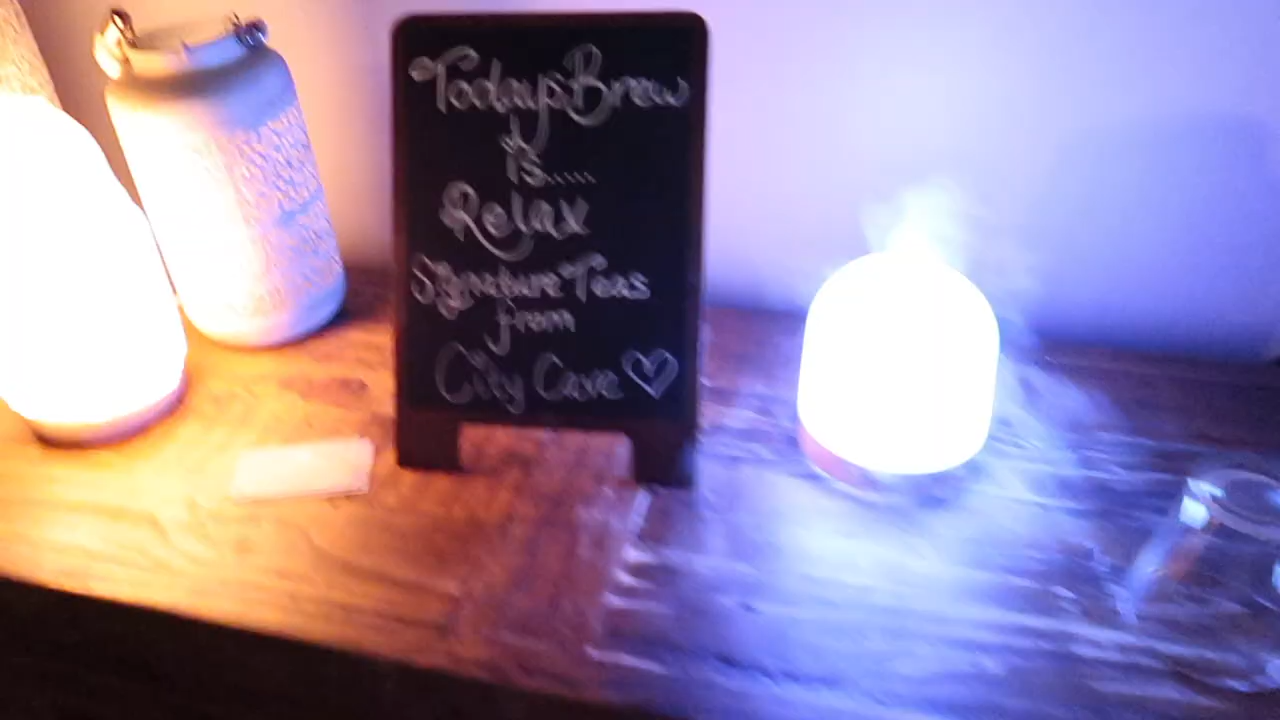 Todays Brew
is.....
Relax
Signature Teas
from
City Cave